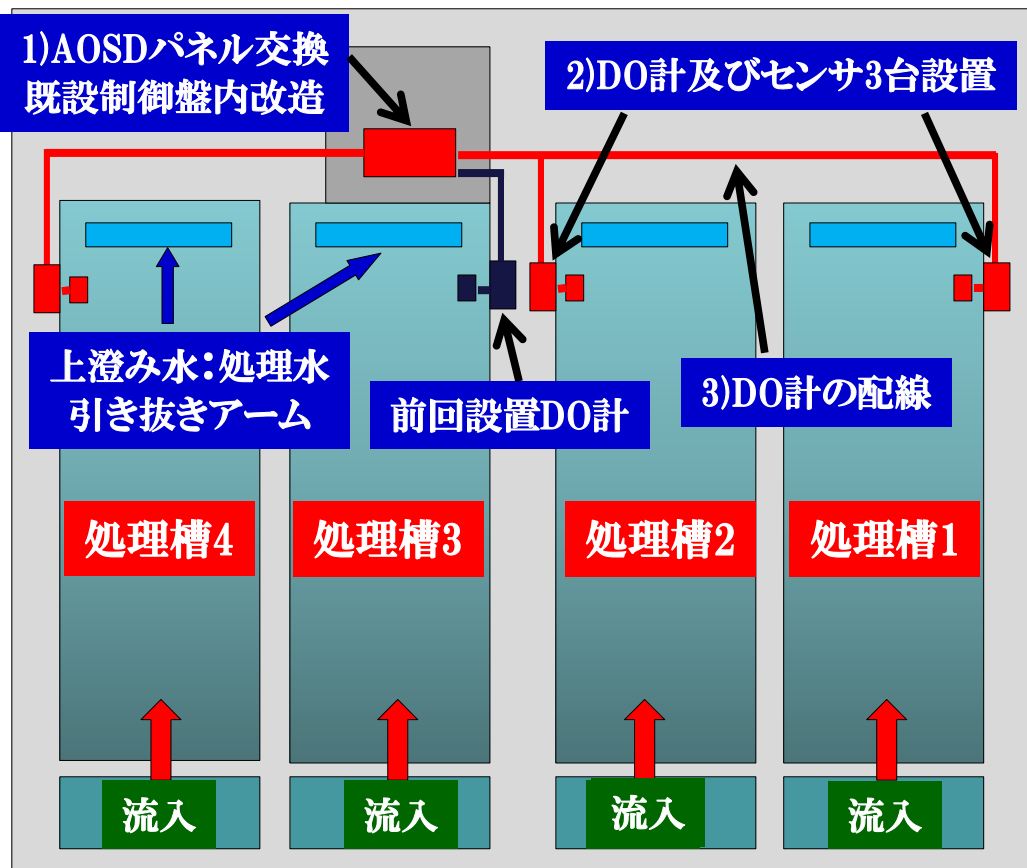 1)AOSDパネル交換
既設制御盤内改造
2)DO計及びセンサ3台設置
上澄み水：処理水
引き抜きアーム
前回設置DO計
3)DO計の配線
処理槽4
処理槽3
処理槽2
処理槽1
流入
流入
流入
流入